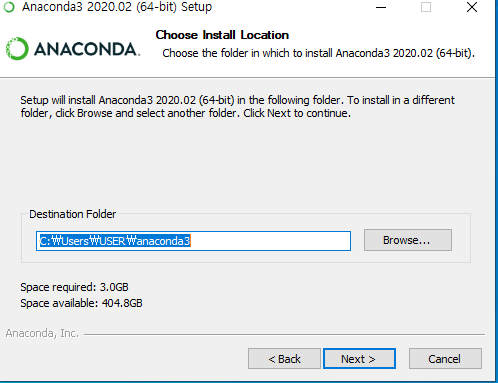 Anaconda3 2020.02 (64-bit) Setup
ANACONDA.
Choose Install Location
Choose the folder in which to install Anaconda3 2020.02 (64-bit).
Setup will install Anaconda3 2020.02 (64-bit) in the following folder. To install in a different
folder, click Browse and select another folder. Click Next to continue.
Destination Folder
C:₩Users₩USER₩anaconda3
Browse...
Space required: 3.0GB
Space available: 404.8GB
Anaconda, Inc.
< Back
Next >
Cancel